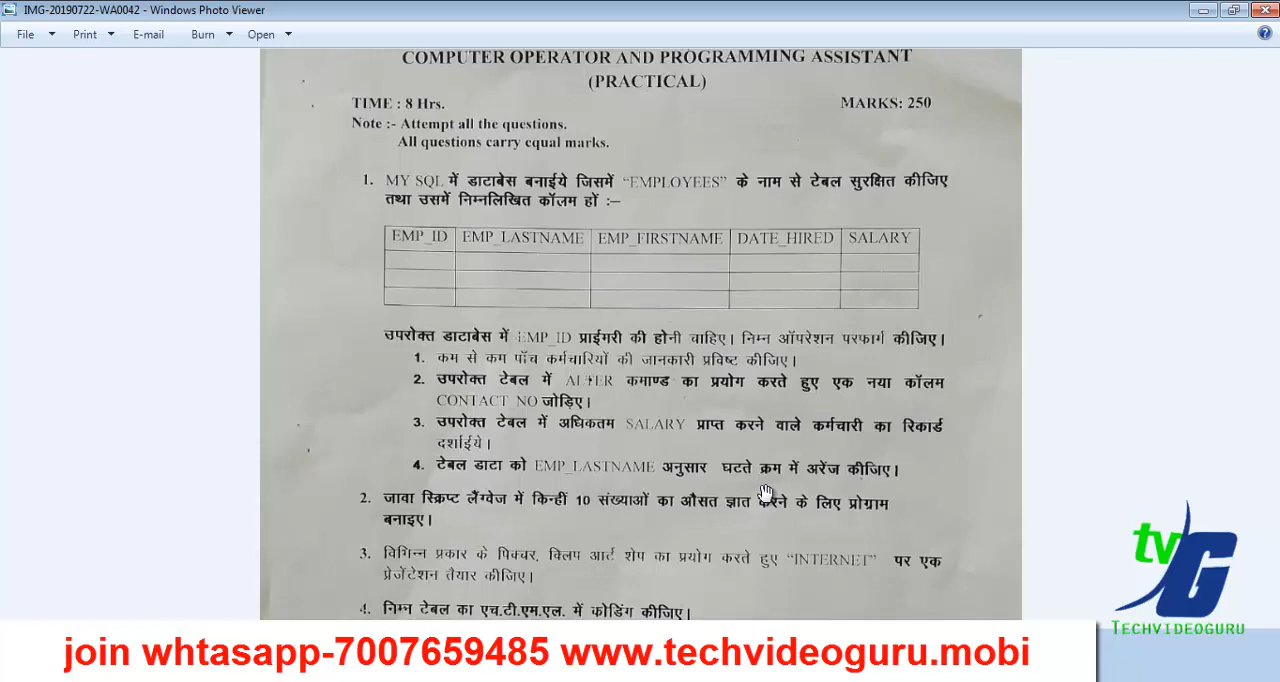 IMG-20190722-WA0042 - Windows Photo Viewer
File Print E-mail Burn Open
COMPUTER OPERATOR AND PROGRAMMING ASSISTANT
(PRACTICAL)
TIME : 8 Hrs. MARKS: 250
Note :- Attempt all the questions.
All questions carry equal marks.
1. MY SQL में डाटाबेस बनाईये जिसमें "EMPLOYEES" के नाम से टेबल सुरक्षित कीजिए
तथा उसमें निम्नलिखित कॉलम हों :–
EMP_ID EMP_LASTNAME EMP_FIRSTNAME DATE_HIRED SALARY
उपरोक्त डाटाबेस में EMP_ID प्राईमरी की होनी चाहिए। निम्न ऑपरेशन परफार्म कीजिए।
1. कम से कम पॉच कर्मचारियों की जानकारी प्रविष्ट कीजिए।
2. उपरोक्त टेबल में ALTER कमाण्ड का प्रयोग करते हुए एक नया कॉलम
CONTACT NO जोड़िए।
3. उपरोक्त टेबल में अधिकतम SALARY प्राप्त करने वाले कर्मचारी का रिकार्ड
दर्शाईये।
4. टेबल डाटा को EMP_LASTNAME अनुसार घटते क्रम में अरेंज कीजिए।
2. जावा स्क्रिप्ट लैंग्वेज में किन्हीं 10 संख्याओं का औसत ज्ञात करने के लिए प्रोग्राम
बनाइए।
3. विभिन्न प्रकार के पिक्चर, क्लिप आर्ट शेप का प्रयोग करते हुए "INTERNET" पर एक
प्रेजेंटेशन तैयार कीजिए।
4. निम्न टेबल का एच.टी.एम.एल. में कोडिंग कीजिए।
tvG
TECHVIDEOGURU
join whtasapp-7007659485 www.techvideoguru.mobi